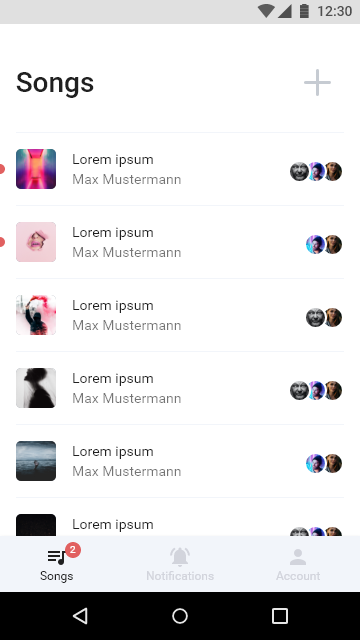 12:30
Songs
Lorem ipsum
Max Mustermann
Lorem ipsum
Max Mustermann
Lorem ipsum
Max Mustermann
Lorem ipsum
Max Mustermann
Lorem ipsum
Max Mustermann
Lorem ipsum
2
Songs
Notifications
Account